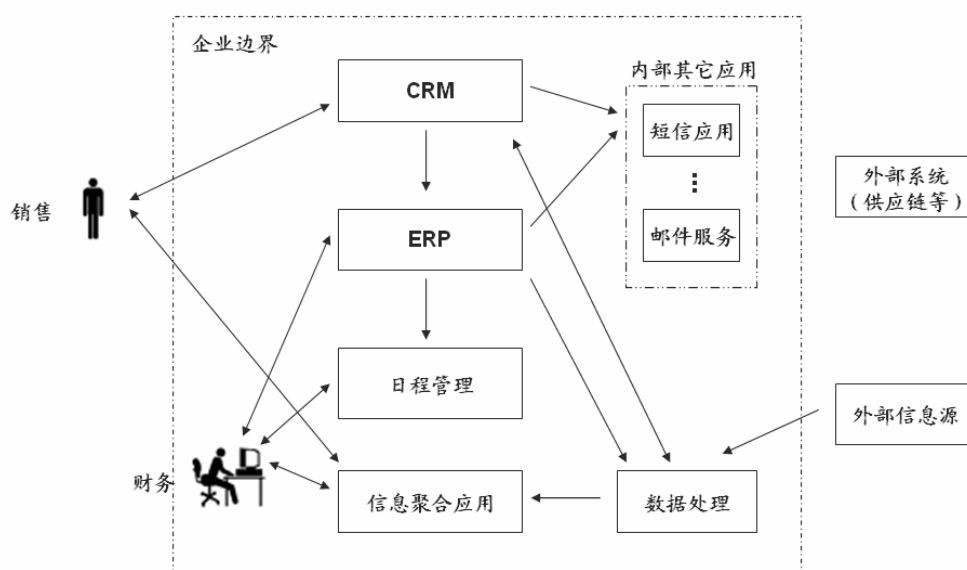 企业边界
内部其它应用
CRM
短信应用
⋮
外部系统
(供应链等)
销售
ERP
邮件服务
日程管理
外部信息源
财务
信息聚合应用
数据处理